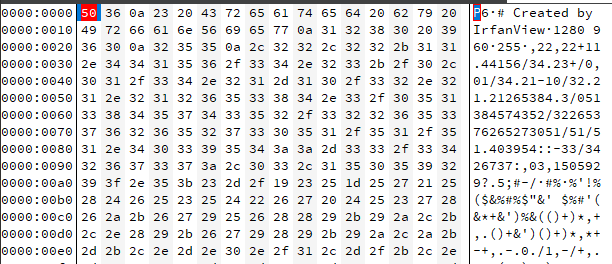 0000:0000 50 36 0a 23 20 43 72 65 61 74 65 64 20 62 79 20 P6·# Created by
0000:0010 49 72 66 61 6e 56 69 65 77 0a 31 32 38 30 20 39 IrfanView·1280 9
0000:0020 36 30 0a 32 35 35 0a 2c 32 32 2c 32 32 2b 31 31 60·255·,22,22+11
0000:0030 2e 34 34 31 35 36 2f 33 34 2e 32 33 2b 2f 30 2c .44156/34.23+/0,
0000:0040 30 31 2f 33 34 2e 32 31 2d 31 30 2f 33 32 2e 32 01/34.21-10/32.2
0000:0050 31 2e 32 31 32 36 35 33 38 34 2e 33 2f 30 35 31 1.21265384.3/051
0000:0060 33 38 34 35 37 34 33 35 32 2f 33 32 32 36 35 33 384574352/322653
0000:0070 37 36 32 36 35 32 37 33 30 35 31 2f 35 31 2f 35 76265273051/51/5
0000:0080 31 2e 34 30 33 39 35 34 3a 3a 2d 33 33 2f 33 34 1.403954::-33/34
0000:0090 32 36 37 33 37 3a 2c 30 33 2c 31 35 30 35 39 32 26737:,03,150592
0000:00a0 39 3f 2e 35 3b 23 2d 2f 19 23 25 1d 25 27 21 25 9?.5;#-/·#%·%'!%
0000:00b0 28 24 26 25 23 25 24 22 26 27 20 24 25 23 27 28 ($&%#%$"&' $%#'(
0000:00c0 26 2a 2b 26 27 29 25 26 28 28 29 2b 29 2a 2c 2b &*+&')%&(()+)*,+
0000:00d0 2c 2e 28 29 2b 26 27 29 28 29 2b 29 2a 2c 2a 2b ,.()+&')()+)*,*+
0000:00e0 2d 2b 2c 2e 2d 2e 30 2e 2f 31 2c 2d 2f 2b 2c 2e -+,.-.0./1,-/+,.